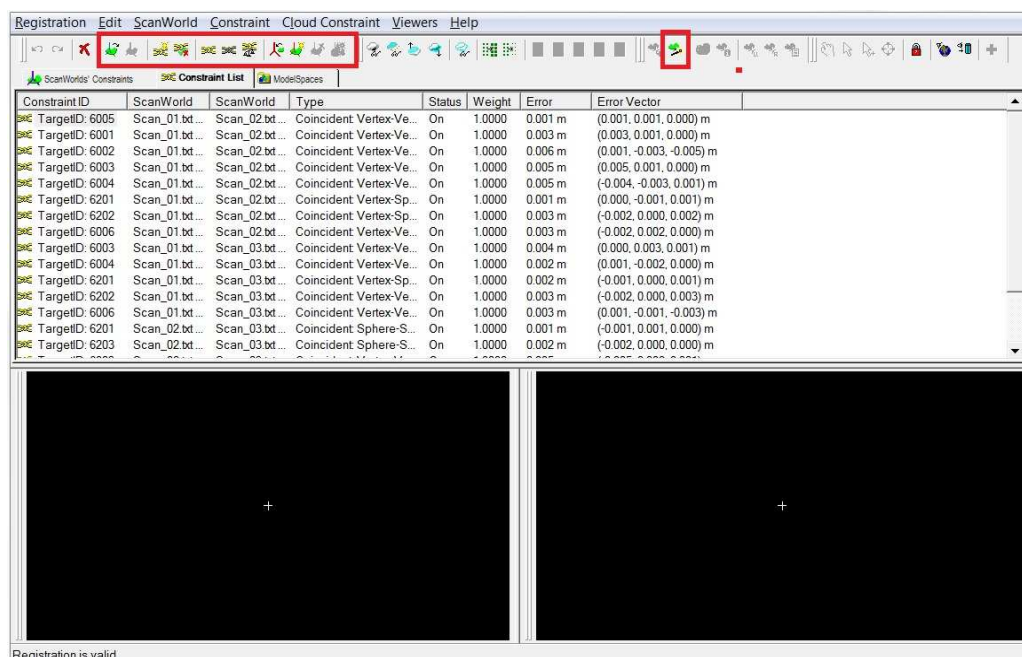 Registration Edit ScanWorld Constraint Cloud Constraint Viewers Help
ScanWorlds' Constraints Constraint List ModelSpaces
Constraint ID ScanWorld ScanWorld Type Status Weight Error Error Vector
TargetID: 6005 Scan_01.txt... Scan_02.txt... Coincident Vertex-Ve... On 1.0000 0.001 m (0.001, 0.001, 0.000) m
TargetID: 6001 Scan_01.txt... Scan_02.txt... Coincident Vertex-Ve... On 1.0000 0.003 m (0.003, 0.001, 0.000) m
TargetID: 6002 Scan_01.txt... Scan_02.txt... Coincident Vertex-Ve... On 1.0000 0.006 m (0.001, -0.003, -0.005) m
TargetID: 6003 Scan_01.txt... Scan_02.txt... Coincident Vertex-Ve... On 1.0000 0.005 m (0.005, 0.001, 0.000) m
TargetID: 6004 Scan_01.txt... Scan_02.txt... Coincident Vertex-Ve... On 1.0000 0.005 m (-0.004, -0.003, 0.001) m
TargetID: 6201 Scan_01.txt... Scan_02.txt... Coincident Vertex-Sp... On 1.0000 0.001 m (0.000, -0.001, 0.001) m
TargetID: 6202 Scan_01.txt... Scan_02.txt... Coincident Vertex-Sp... On 1.0000 0.003 m (-0.002, 0.000, 0.002) m
TargetID: 6006 Scan_01.txt... Scan_02.txt... Coincident Vertex-Ve... On 1.0000 0.003 m (-0.002, 0.002, 0.000) m
TargetID: 6003 Scan_01.txt... Scan_03.txt... Coincident Vertex-Ve... On 1.0000 0.004 m (0.000, 0.003, 0.001) m
TargetID: 6004 Scan_01.txt... Scan_03.txt... Coincident Vertex-Ve... On 1.0000 0.002 m (0.001, -0.002, 0.000) m
TargetID: 6201 Scan_01.txt... Scan_03.txt... Coincident Vertex-Sp... On 1.0000 0.002 m (-0.001, 0.000, 0.001) m
TargetID: 6202 Scan_01.txt... Scan_03.txt... Coincident Vertex-Ve... On 1.0000 0.003 m (-0.002, 0.000, 0.003) m
TargetID: 6006 Scan_01.txt... Scan_03.txt... Coincident Vertex-Ve... On 1.0000 0.003 m (0.001, -0.001, -0.003) m
TargetID: 6201 Scan_02.txt... Scan_03.txt... Coincident Sphere-S... On 1.0000 0.001 m (-0.001, 0.001, 0.000) m
TargetID: 6203 Scan_02.txt... Scan_03.txt... Coincident Sphere-S... On 1.0000 0.002 m (-0.002, 0.000, 0.000) m
Registration is valid